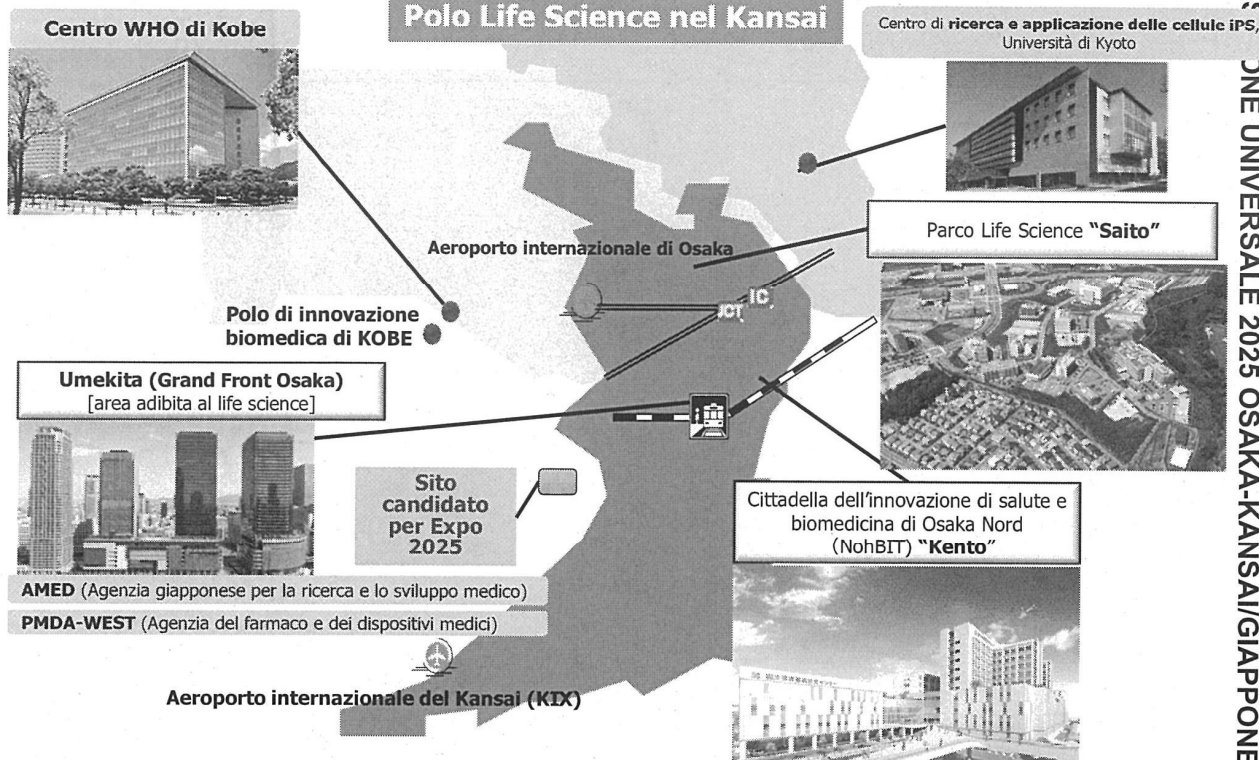 Polo Life Science nel Kansai
Centro WHO di Kobe
Centro di ricerca e applicazione delle cellule iPS,
Università di Kyoto
Parco Life Science "Saito"
Aeroporto internazionale di Osaka
IC
JCT
Polo di innovazione
biomedica di KOBE
Umekita (Grand Front Osaka)
[area adibita al life science]
Sito
candidato
per Expo
2025
Cittadella dell'innovazione di salute e
biomedicina di Osaka Nord
(NohBIT) "Kento"
AMED (Agenzia giapponese per la ricerca e lo sviluppo medico)
PMDA-WEST (Agenzia del farmaco e dei dispositivi medici)
Aeroporto internazionale del Kansai (KIX)
UNIVERSALE 2025 OSAKA-KANSAI/GIAPPONE